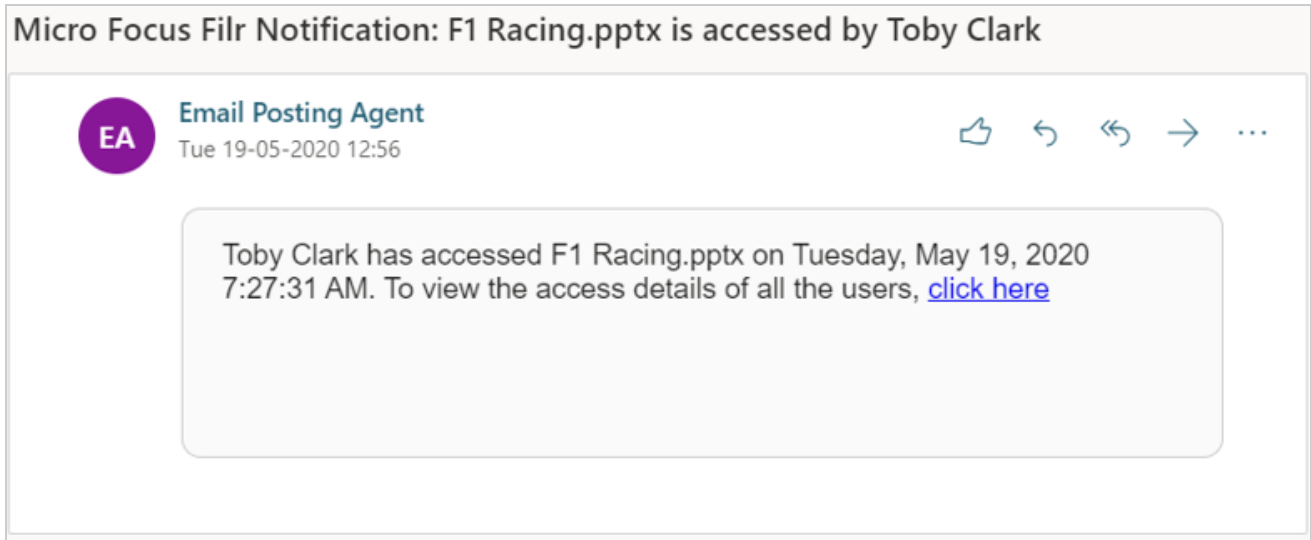 Micro Focus Filr Notification: F1 Racing.pptx is accessed by Toby Clark
EA
Email Posting Agent
Tue 19-05-2020 12:56
...
Toby Clark has accessed F1 Racing.pptx on Tuesday, May 19, 2020
7:27:31 AM. To view the access details of all the users, click here